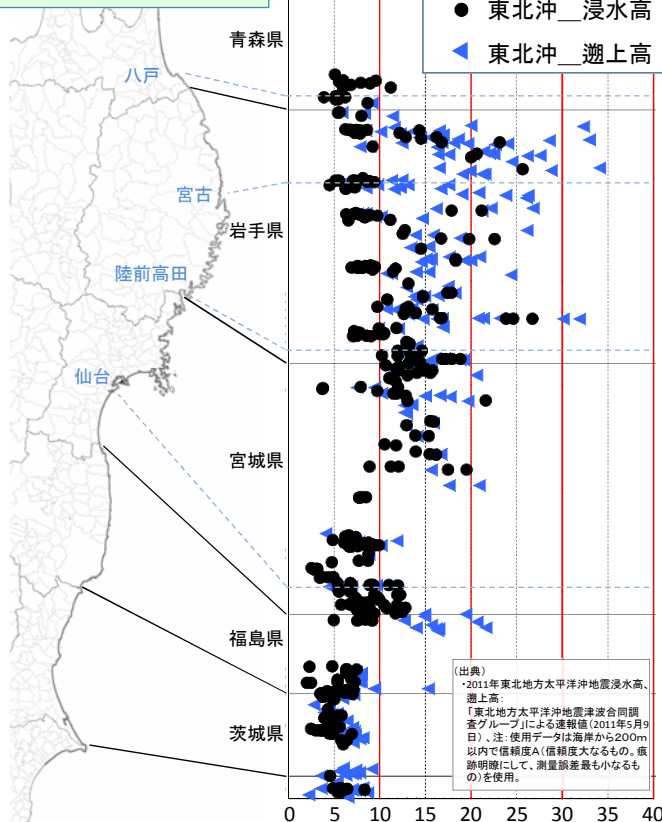 東北沖__浸水高
東北沖__遡上高
青森県
八戸
宮古
岩手県
陸前高田
仙台
宮城県
福島県
茨城県
(出典)
・2011年東北地方太平洋沖地震浸水高、
遡上高:
「東北地方太平洋沖地震津波合同調
査グループ」による速報値(2011年5月9
日)、注:使用データは海岸から200m
以内で信頼度A(信頼度大なるもの。痕
跡明瞭にして、測量誤差最も小なるも
の)を使用。
0 5 10 15 20 25 30 35 40